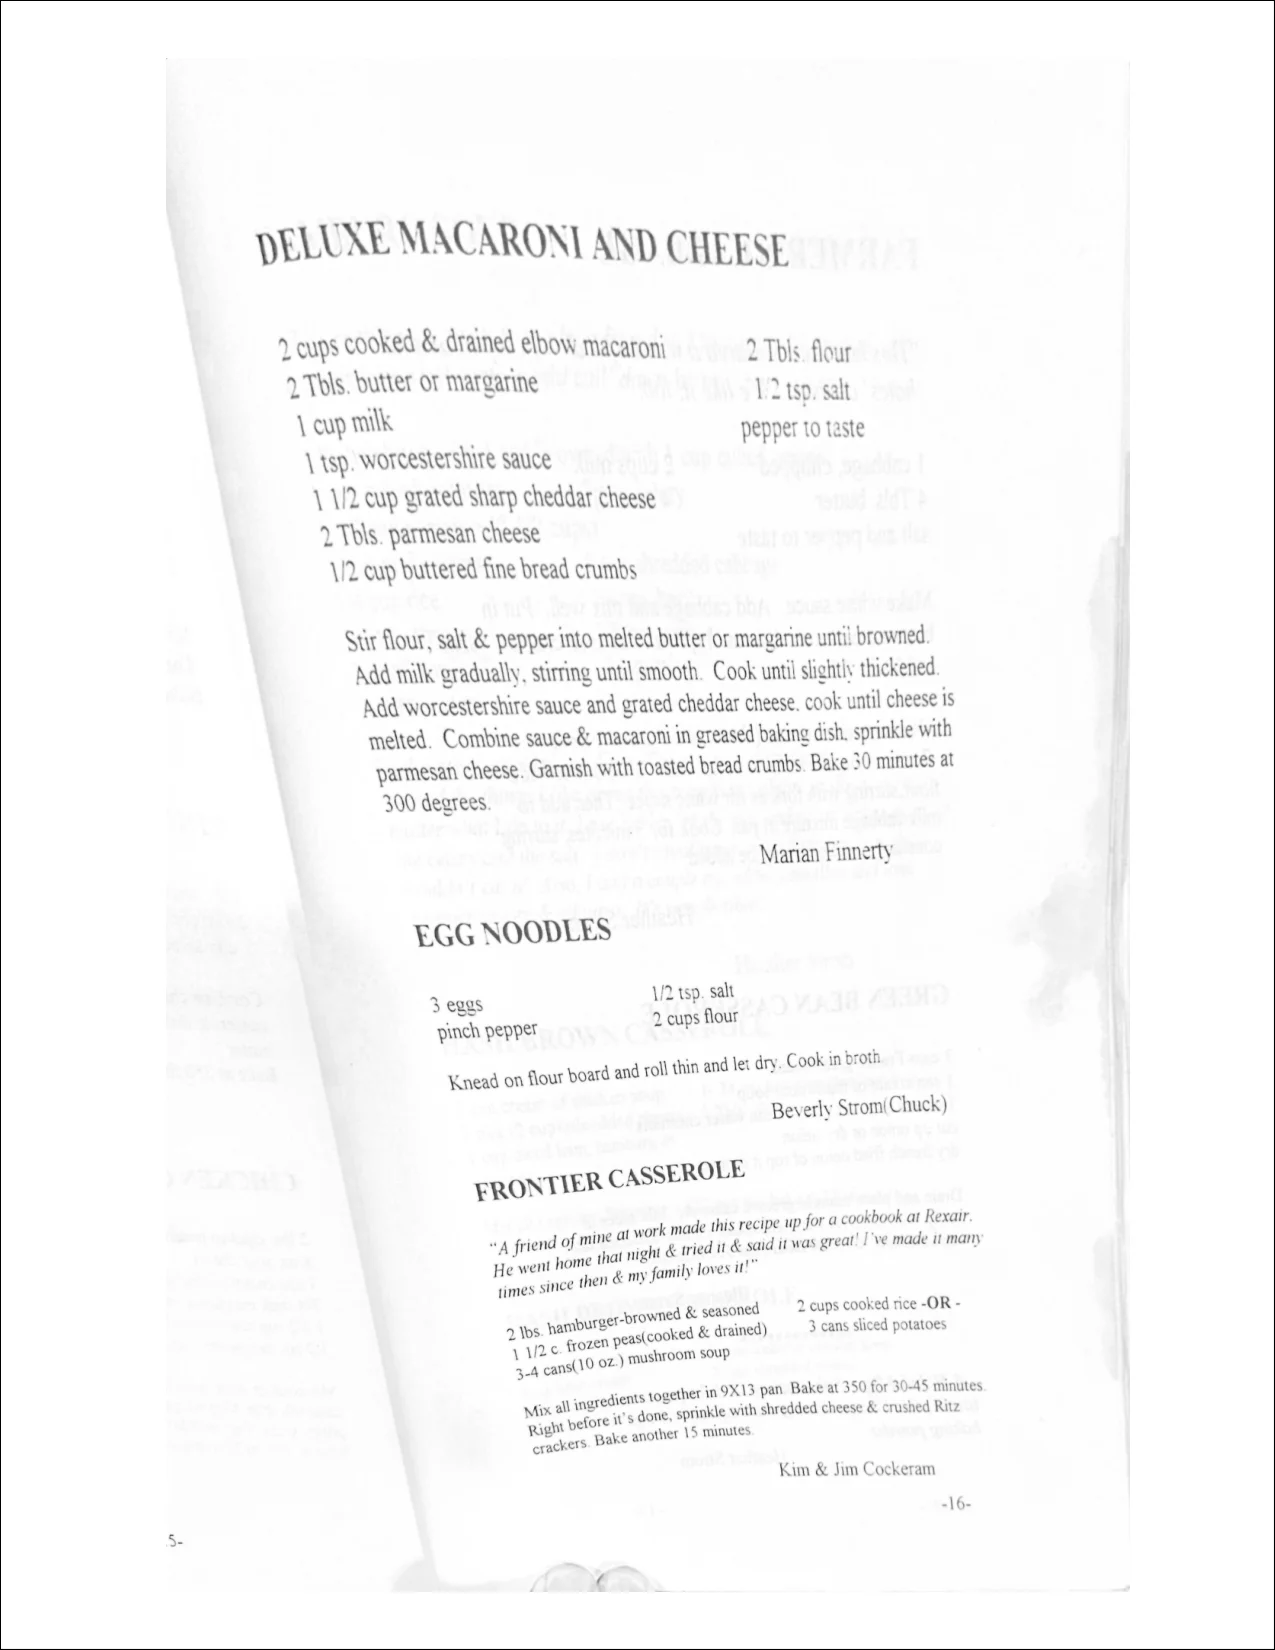 DELUXE MACARONI AND CHEESE
2 cups cooked & drained elbow macaroni 2 Tbls. flour
2 Tbls. butter or margarine 1/2 tsp. salt
1 cup milk pepper to taste
1 tsp. worcestershire sauce
1 1/2 cup grated sharp cheddar cheese
2 Tbls. parmesan cheese
1/2 cup buttered fine bread crumbs
Stir flour, salt & pepper into melted butter or margarine until browned.
Add milk gradually, stirring until smooth. Cook until slightly thickened.
Add worcestershire sauce and grated cheddar cheese, cook until cheese is
melted. Combine sauce & macaroni in greased baking dish, sprinkle with
parmesan cheese. Garnish with toasted bread crumbs. Bake 30 minutes at
300 degrees.
Marian Finnerty
EGG NOODLES
3 eggs 1/2 tsp. salt
pinch pepper 2 cups flour
Knead on flour board and roll thin and let dry. Cook in broth
Beverly Strom(Chuck)
FRONTIER CASSEROLE
"A friend of mine at work made this recipe up for a cookbook at Rexair.
He went home that night & tried it & said it was great! I've made it many
times since then & my family loves it!"
2 lbs. hamburger-browned & seasoned 2 cups cooked rice -OR -
1 1/2 c. frozen peas(cooked & drained) 3 cans sliced potatoes
3-4 cans(10 oz.) mushroom soup
Mix all ingredients together in 9X13 pan. Bake at 350 for 30-45 minutes.
Right before it's done, sprinkle with shredded cheese & crushed Ritz
crackers. Bake another 15 minutes.
Kim & Jim Cockeram
-16-
5-